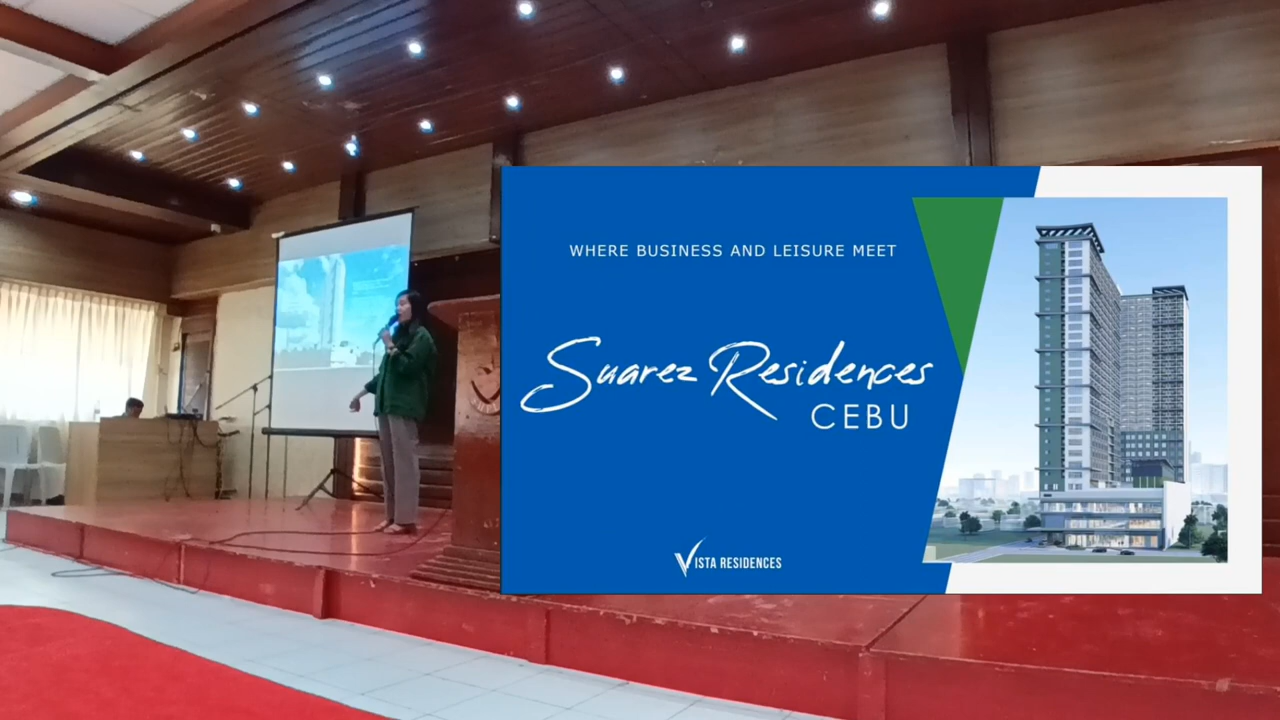 WHERE BUSINESS AND LEISURE MEET
Suarez Residences
CEBU
VISTA RESIDENCES